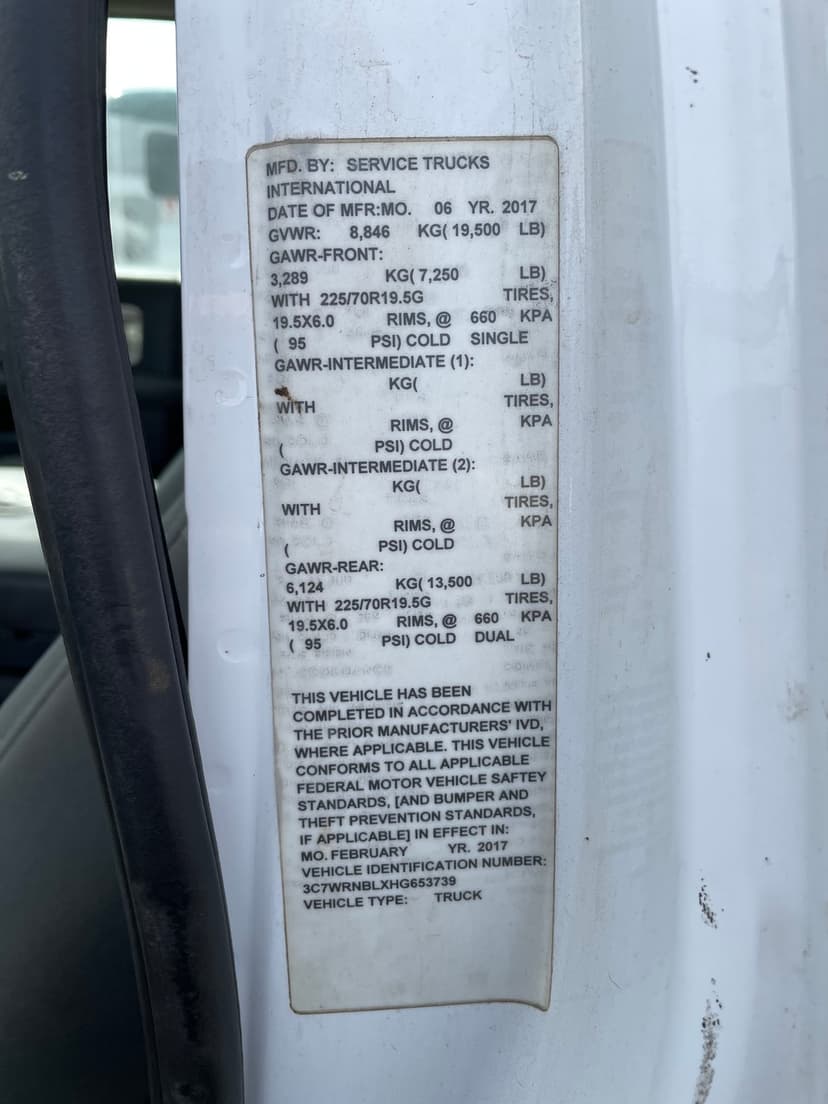 MFD. BY: SERVICE TRUCKS
INTERNATIONAL
DATE OF MFR:MO. 06 YR. 2017
GVWR: 8,846 KG( 19,500 LB)
GAWR-FRONT:
3,289 KG( 7,250 LB)
WITH 225/70R19.5G TIRES,
19.5X6.0 RIMS, @ 660 KPA
( 95 PSI) COLD SINGLE
GAWR-INTERMEDIATE (1):
KG( LB)
WITH TIRES,
RIMS, @ KPA
( PSI) COLD
GAWR-INTERMEDIATE (2):
KG( LB)
WITH TIRES,
RIMS, @ KPA
( PSI) COLD
GAWR-REAR:
6,124 KG( 13,500 LB)
WITH 225/70R19.5G TIRES,
19.5X6.0 RIMS, @ 660 KPA
( 95 PSI) COLD DUAL
THIS VEHICLE HAS BEEN
COMPLETED IN ACCORDANCE WITH
THE PRIOR MANUFACTURERS' IVD,
WHERE APPLICABLE. THIS VEHICLE
CONFORMS TO ALL APPLICABLE
FEDERAL MOTOR VEHICLE SAFTEY
STANDARDS, [AND BUMPER AND
THEFT PREVENTION STANDARDS,
IF APPLICABLE] IN EFFECT IN:
MO. FEBRUARY YR. 2017
VEHICLE IDENTIFICATION NUMBER:
3C7WRNBLXHG653739
VEHICLE TYPE: TRUCK